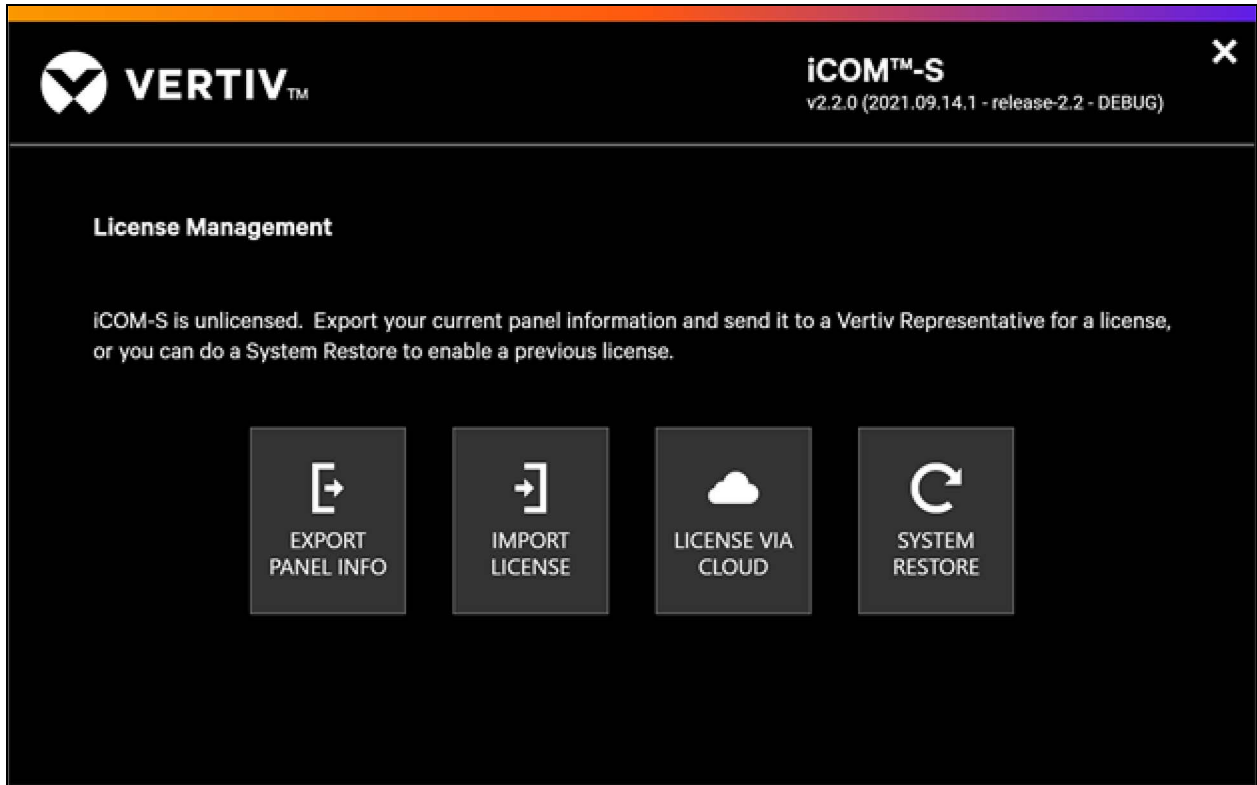 VERTIV™
iCOM™-S
v2.2.0 (2021.09.14.1 - release-2.2 - DEBUG)
License Management
iCOM-S is unlicensed. Export your current panel information and send it to a Vertiv Representative for a license,
or you can do a System Restore to enable a previous license.
EXPORT
PANEL INFO
IMPORT
LICENSE
LICENSE VIA
CLOUD
SYSTEM
RESTORE